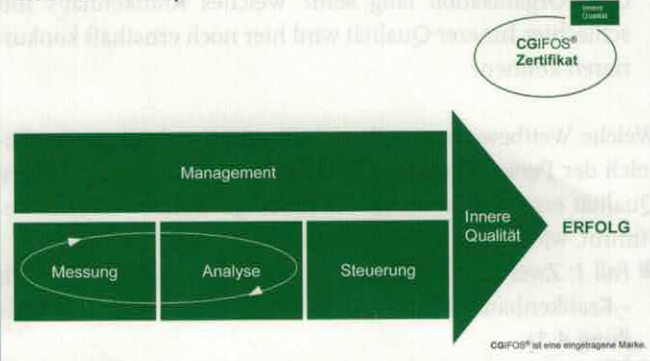 Innere
Qualität
CGIFOS®
Zertifikat
Management
Innere
Qualität
ERFOLG
Messung
Analyse
Steuerung
CGIFOS® ist eine eingetragene Marke.